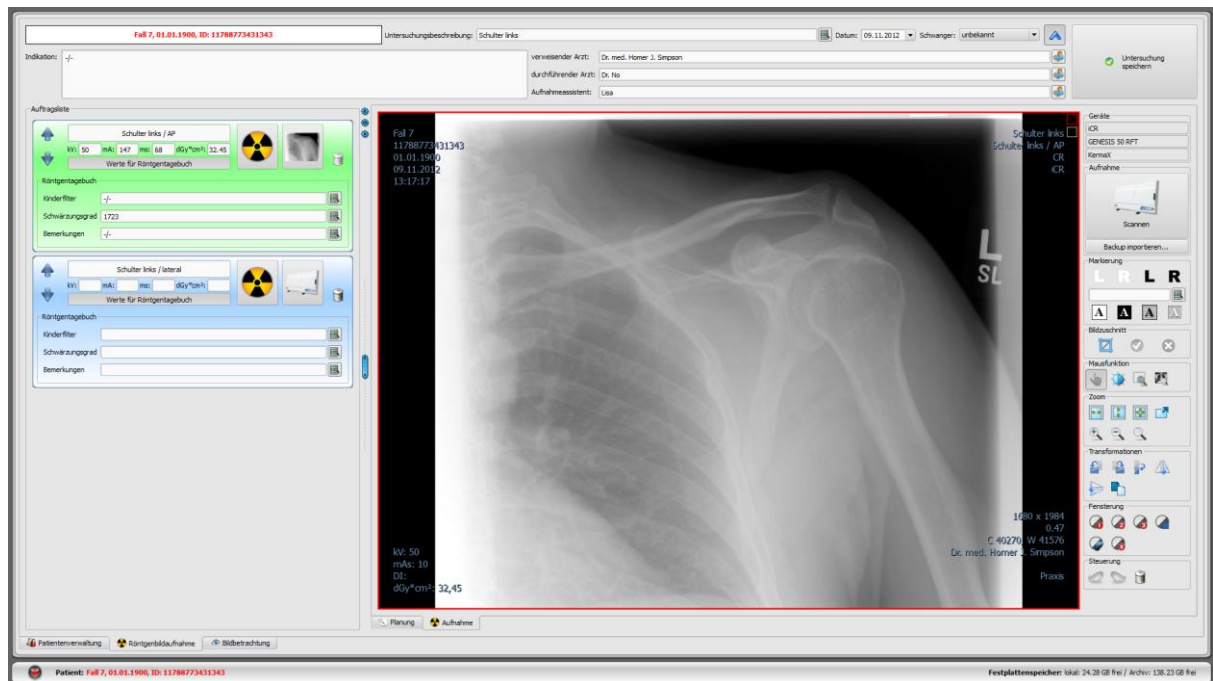 Fall 7, 01.01.1900, ID: 11788773431343
Untersuchungsbeschreibung: Schulter links
Datum: 09.11.2012 Schwanger: unbekannt
Indikation: -/-
verweisender Arzt: Dr. med. Homer J. Simpson
durchführender Arzt: Dr. No
Aufnahmeassistent: Lisa
Untersuchung
speichern
Auftragsliste
Schulter links / AP
kV: 50 mA: 147 ms: 68 dGy*cm²: 32.45
Werte für Röntgentagebuch
Röntgentagebuch
Kinderfilter -/-
Schwärzungsgrad 1723
Bemerkungen -/-
Schulter links / lateral
kV: mA: ms: dGy*cm²:
Werte für Röntgentagebuch
Röntgentagebuch
Kinderfilter
Schwärzungsgrad
Bemerkungen
Fall 7
11788773431343
01.01.1900
09.11.2012
13:17:17
Schulter links
Schulter links / AP
CR
iCR
L
SL
kV: 50
mAs: 10
DI:
dGy*cm²: 32,45
1680 x 1984
0.47
C 40270, W 41576
Dr. med. Homer J. Simpson
Praxis
Planung Aufnahme
Geräte
iCR
GENESIS 50 RFT
KermaX
Aufnahme
Scannen
Backup importieren...
Markierung
L R L R
A A A A
Bildzuschnitt
Mausfunktion
Zoom
Transformationen
Fensterung
Steuerung
Patientenverwaltung Röntgenbildaufnahme Bildbetrachtung
Patient: Fall 7, 01.01.1900, ID: 11788773431343
Festplattenspeicher: lokal: 24.28 GB frei / Archiv: 138.23 GB frei